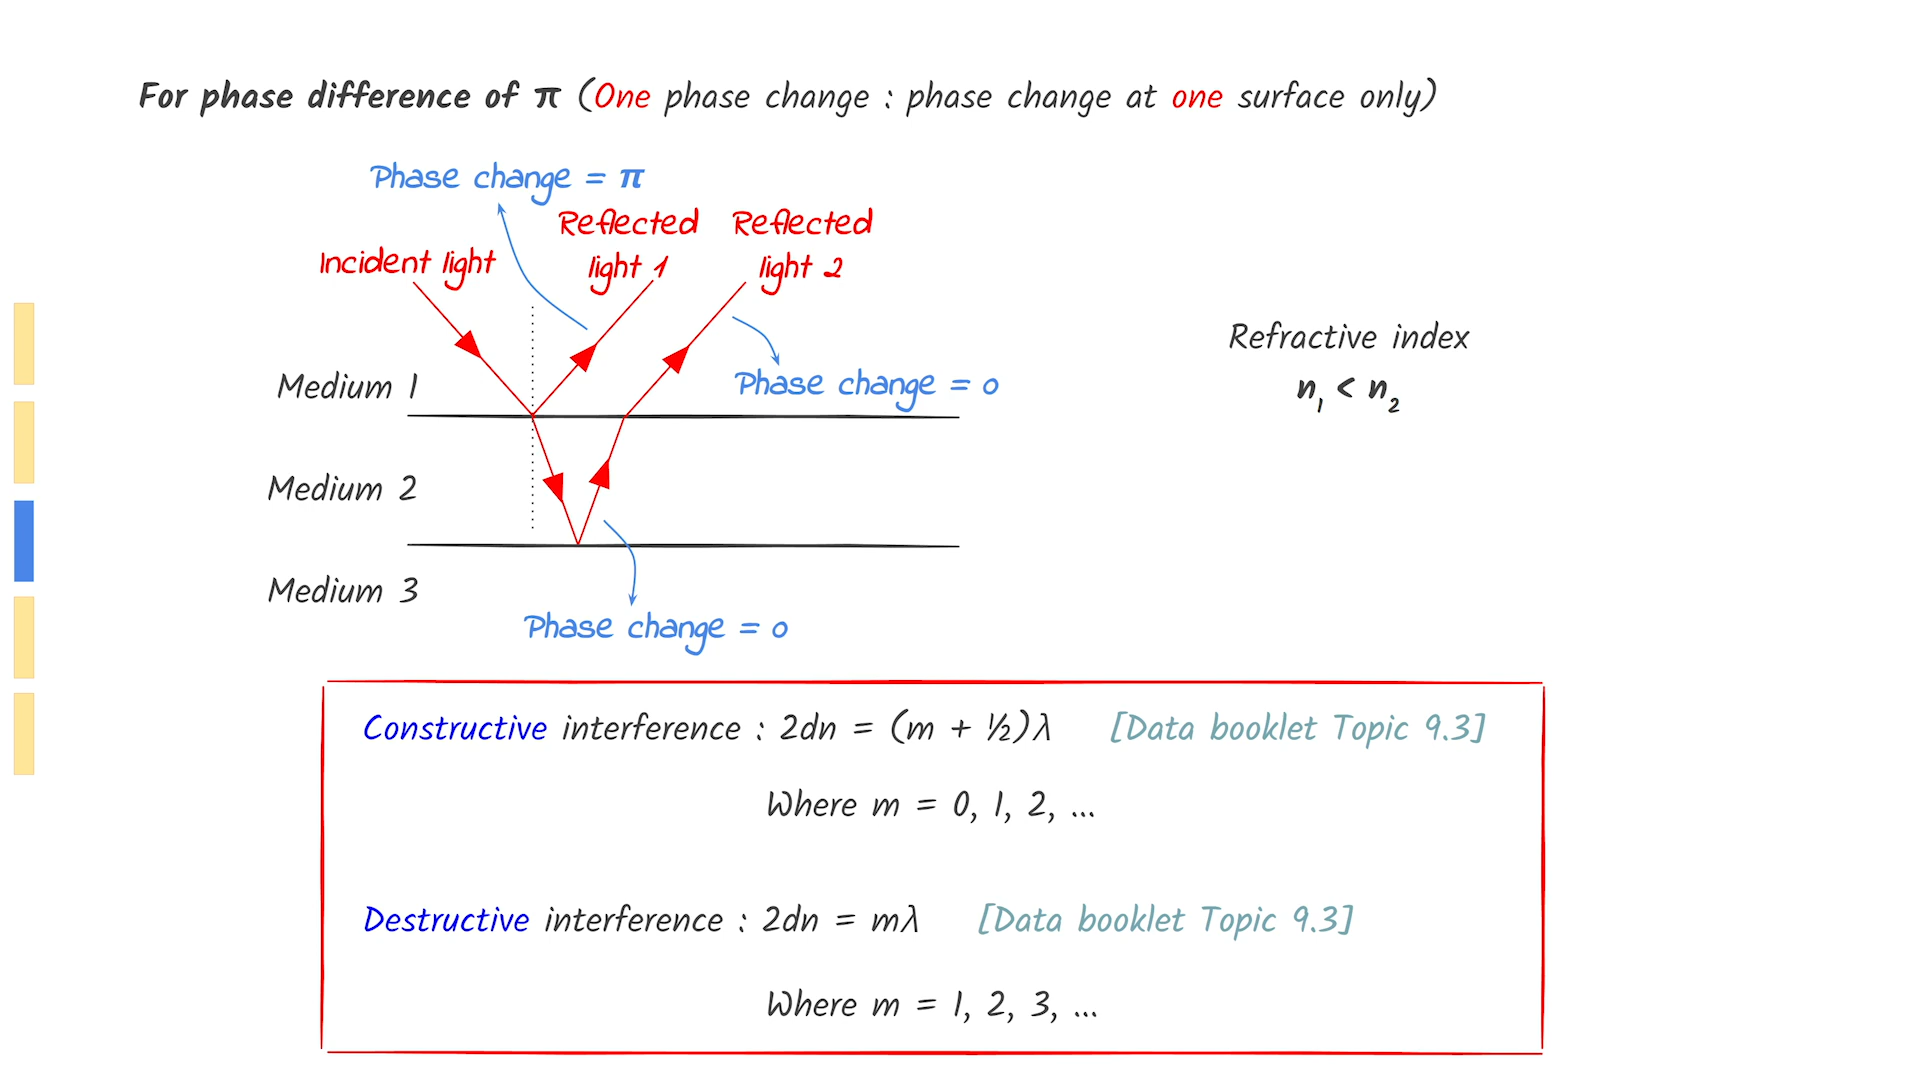 For phase difference of π (One phase change : phase change at one surface only)
Phase change = π
Reflected light 1
Reflected light 2
Incident light
Refractive index
n₁ < n₂
Medium 1
Phase change = 0
Medium 2
Medium 3
Phase change = 0
Constructive interference : 2dn = (m + ½)λ [Data booklet Topic 9.3]
Where m = 0, 1, 2, ...
Destructive interference : 2dn = mλ [Data booklet Topic 9.3]
Where m = 1, 2, 3, ...